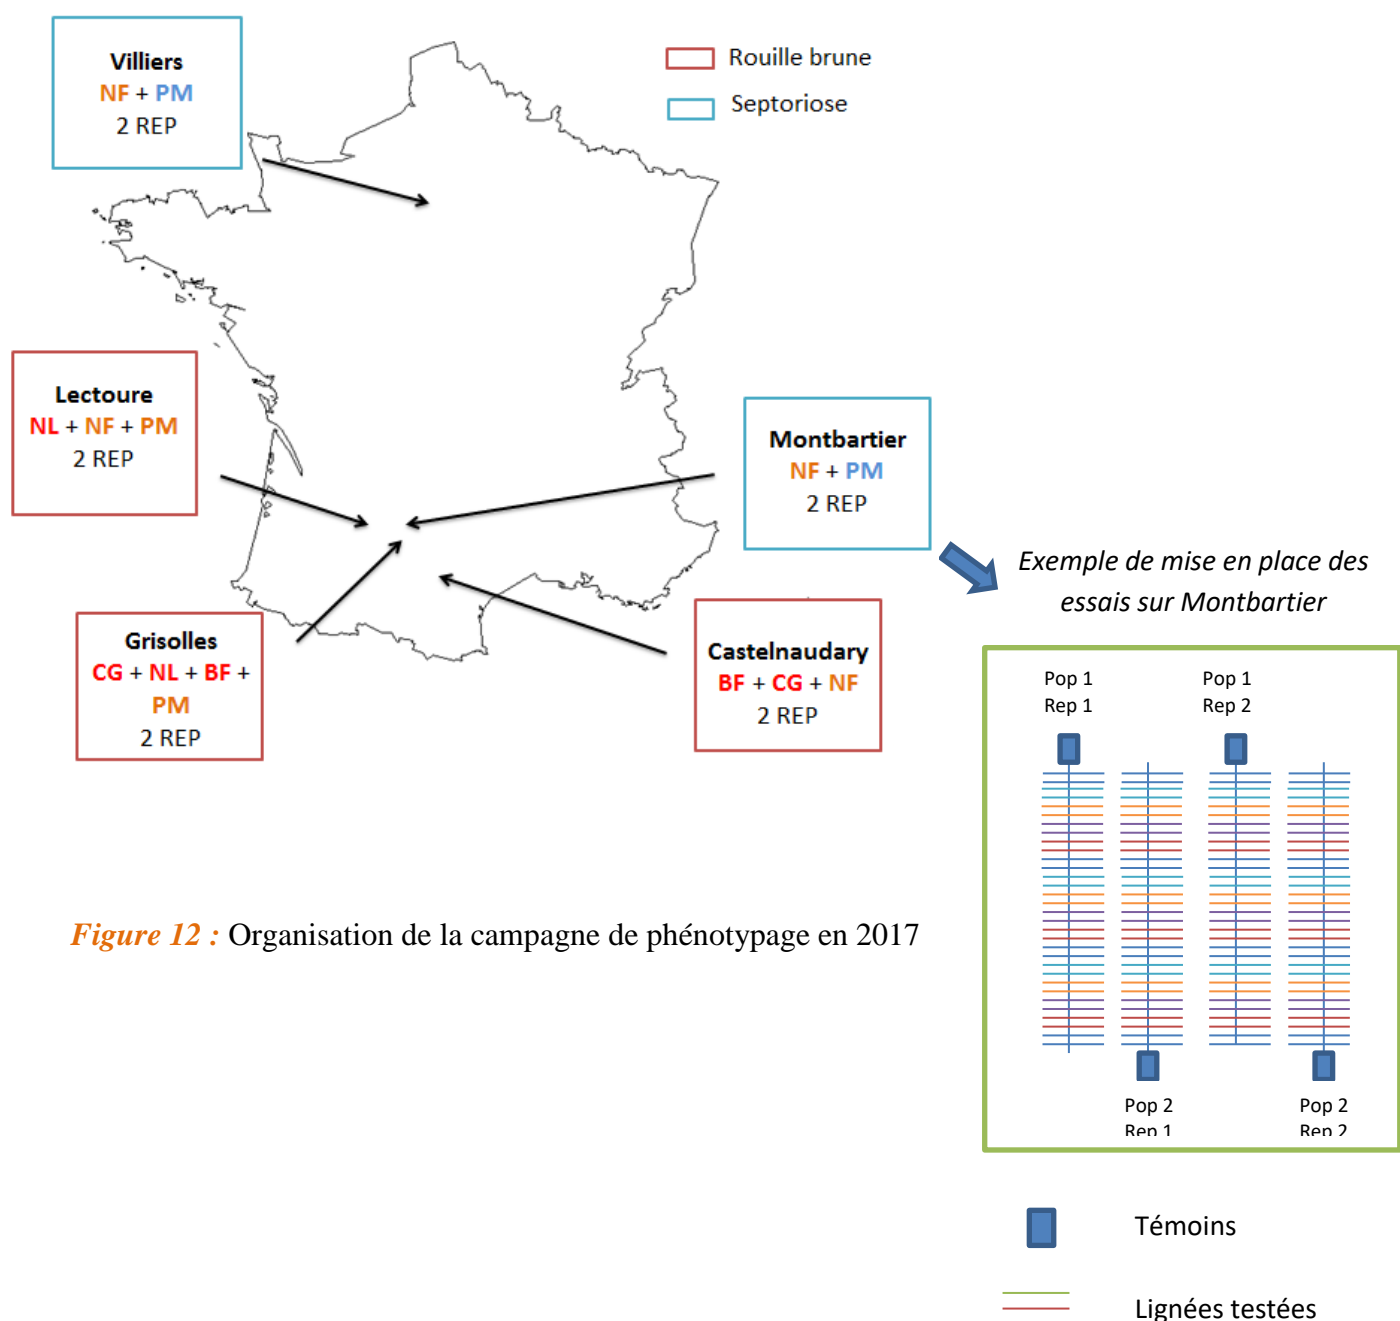 Villiers
NF + PM
2 REP
Rouille brune
Septoriose
Lectoure
NL + NF + PM
2 REP
Montbartier
NF + PM
2 REP
Grisolles
CG + NL + BF +
PM
2 REP
Castelnaudary
BF + CG + NF
2 REP
Exemple de mise en place des
essais sur Montbartier
Pop 1
Rep 1
Pop 1
Rep 2
Pop 2
Rep 1
Pop 2
Rep 2
Figure 12 : Organisation de la campagne de phénotypage en 2017
Témoins
Lignées testées